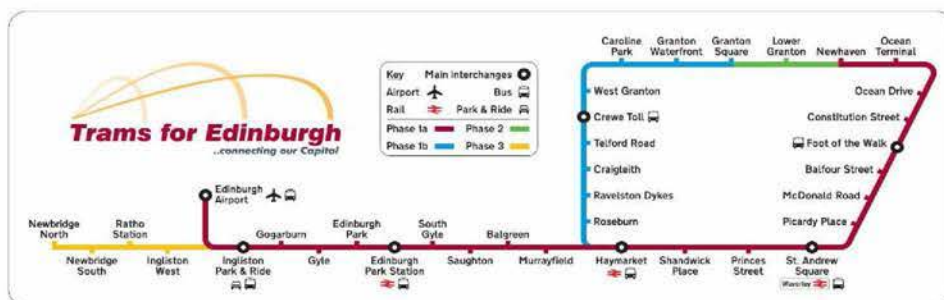 Trams for Edinburgh
...connecting our Capital
Key Main Interchanges
Airport Bus
Rail Park & Ride
Phase 1a Phase 2
Phase 1b Phase 3
Caroline
Park
Granton
Waterfront
Granton
Square
Lower
Granton
Newhaven
Ocean
Terminal
West Granton
Crewe Toll
Telford Road
Craigleith
Ravelston Dykes
Roseburn
Ocean Drive
Constitution Street
Foot of the Walk
Balfour Street
McDonald Road
Picardy Place
Edinburgh
Airport
Newbridge
North
Newbridge
South
Ratho
Station
Ingliston
West
Ingliston
Park & Ride
Gogarburn
Gyle
Edinburgh
Park
Edinburgh
Park Station
South
Gyle
Saughton
Balgreen
Murrayfield
Haymarket
Shandwick
Place
Princes
Street
St. Andrew
Square
Waverley